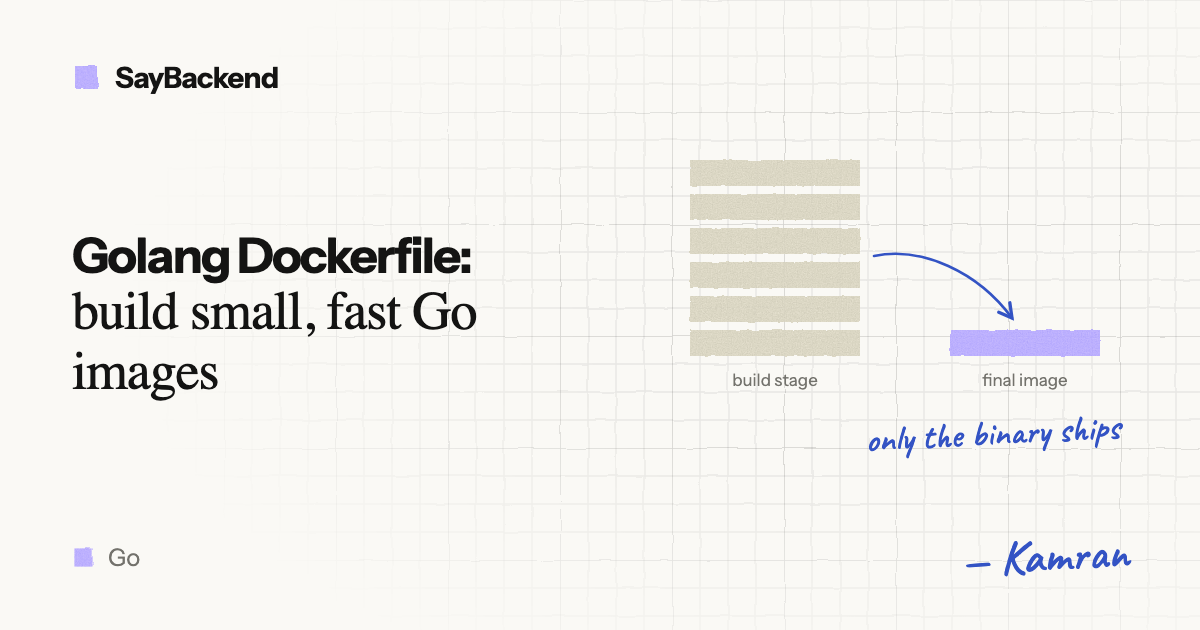 SayBackend
Golang Dockerfile:
build small, fast Go
images
build stage
final image
only the binary ships
Go
– Kamran